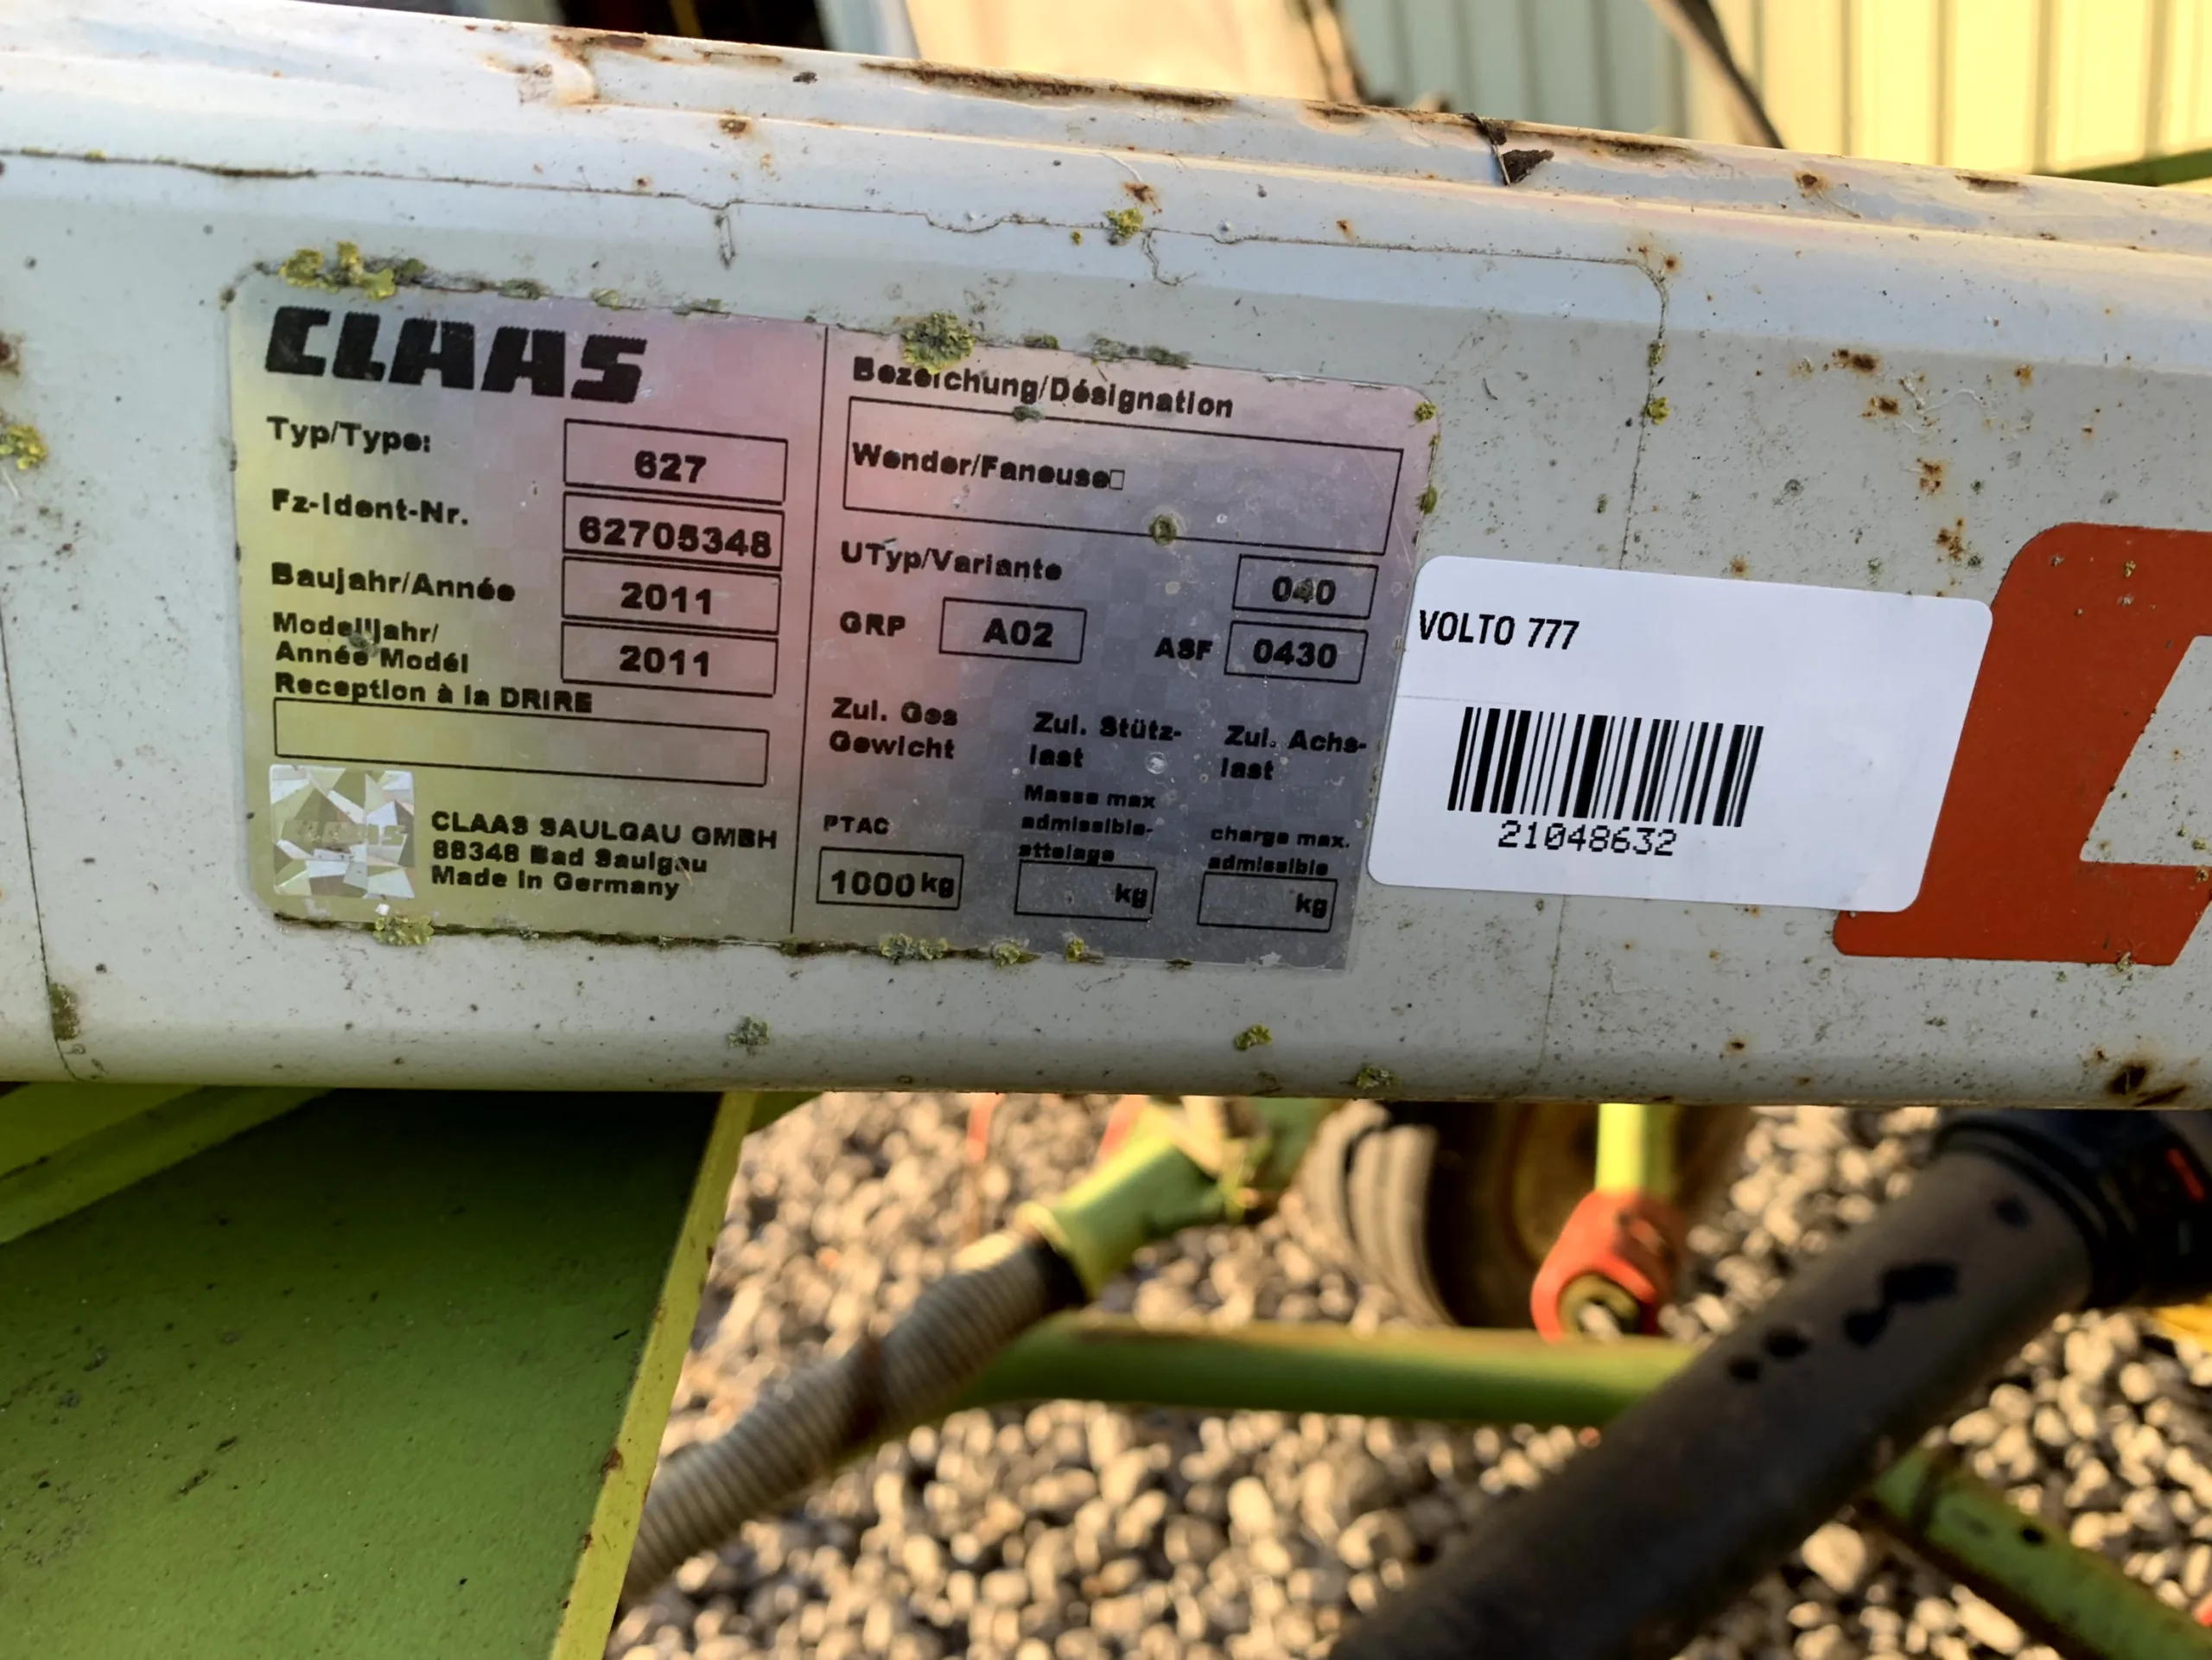 CLAAS
Typ/Type: 627
Fz-Ident-Nr. 62705348
Baujahr/Année 2011
Modelljahr/
Année Modél 2011
Reception à la DRIRE
CLAAS SAULGAU GMBH
88348 Bad Saulgau
Made in Germany
Bezeichung/Désignation
Wender/Faneuse
UTyp/Variante 040
GRP A02 ASF 0430
Zul. Ges
Gewicht
PTAC
1000 kg
Zul. Stütz-
last
Masse max
admissible-
attelage
kg
Zul. Achs-
last
charge max.
admissible
kg
VOLTO 777
21048632